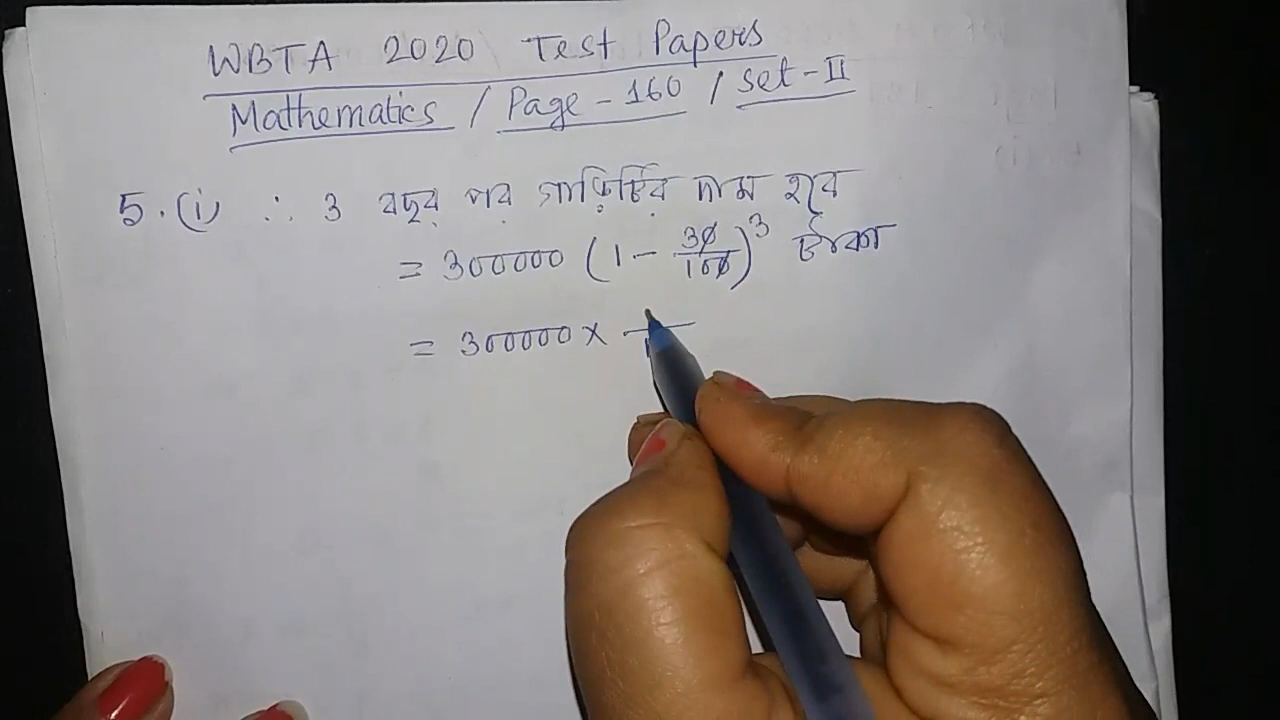 WBTA 2020 Test Papers
Mathematics / Page - 160 / set - II
5. (i) ∴ 3 বছর পর গাড়িটির দাম হবে
= 300000 (1 - 30/100)^3 টাকা
= 300000 ×